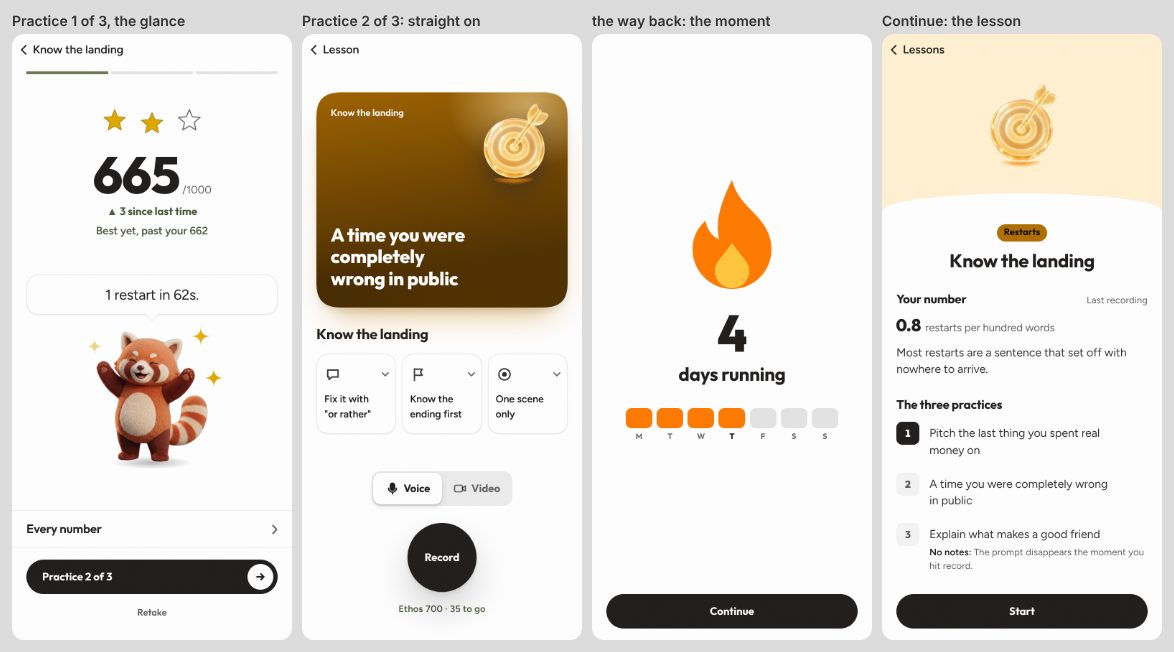 Practice 1 of 3, the glance
Know the landing
665 /1000
▲ 3 since last time
Best yet, past your 662
1 restart in 62s.
Every number
Practice 2 of 3
Retake
Practice 2 of 3: straight on
Lesson
Know the landing
A time you were
completely
wrong in public
Know the landing
Fix it with
"or rather"
Know the
ending first
One scene
only
Voice
Video
Record
Ethos 700 · 35 to go
the way back: the moment
4
days running
M T W T F S S
Continue
Continue: the lesson
Lessons
Restarts
Know the landing
Your number
Last recording
0.8 restarts per hundred words
Most restarts are a sentence that set off with
nowhere to arrive.
The three practices
1 Pitch the last thing you spent real
money on
2 A time you were completely wrong
in public
3 Explain what makes a good friend
No notes: The prompt disappears the moment you
hit record.
Start